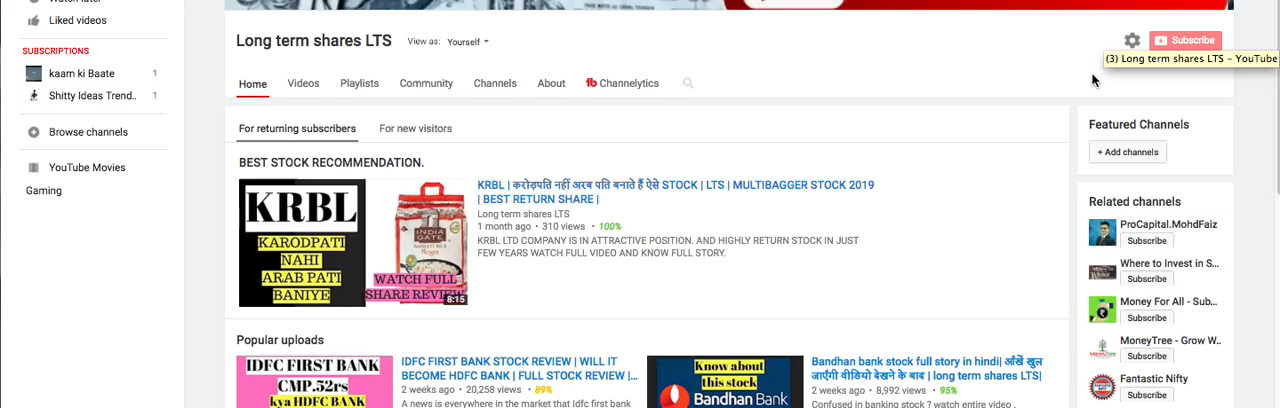 Liked videos
SUBSCRIPTIONS
kaam ki Baate 1
Shitty Ideas Trend.. 1
Browse channels
YouTube Movies
Gaming
Long term shares LTS
View as: Yourself
Subscribe
(3) Long term shares LTS – YouTube
Home Videos Playlists Community Channels About Channelytics
For returning subscribers For new visitors
BEST STOCK RECOMMENDATION.
KRBL
KARODPATI
NAHI
ARAB PATI
BANIYE
INDIA
GATE
BASMATI RICE
WATCH FULL
SHARE REVIEW
8:15
KRBL | करोड़पति नहीं अरब पति बनाते हैं ऐसे STOCK | LTS | MULTIBAGGER STOCK 2019
| BEST RETURN SHARE |
Long term shares LTS
1 month ago • 310 views • 100%
KRBL LTD COMPANY IS IN ATTRACTIVE POSITION. AND HIGHLY RETURN STOCK IN JUST
FEW YEARS WATCH FULL VIDEO AND KNOW FULL STORY.
Popular uploads
IDFC FIRST BANK
CMP.52rs
kya HDFC BANK
IDFC FIRST BANK STOCK REVIEW | WILL IT
BECOME HDFC BANK | FULL STOCK REVIEW |...
2 weeks ago • 20,258 views • 89%
A news is everywhere in the market that Idfc first bank
Know about
this stock
Bandhan Bank
Bandhan bank stock full story in hindi| आँखें खुल
जाएँगी वीडियो देखने के बाद | long term shares LTS|
2 weeks ago • 8,992 views • 95%
Confused in banking stock ? watch entire video .
Featured Channels
+ Add channels
Related channels
ProCapital.MohdFaiz
Subscribe
Where to Invest in S...
Subscribe
Money For All - Sub...
Subscribe
MoneyTree - Grow W..
Subscribe
Fantastic Nifty
Subscribe